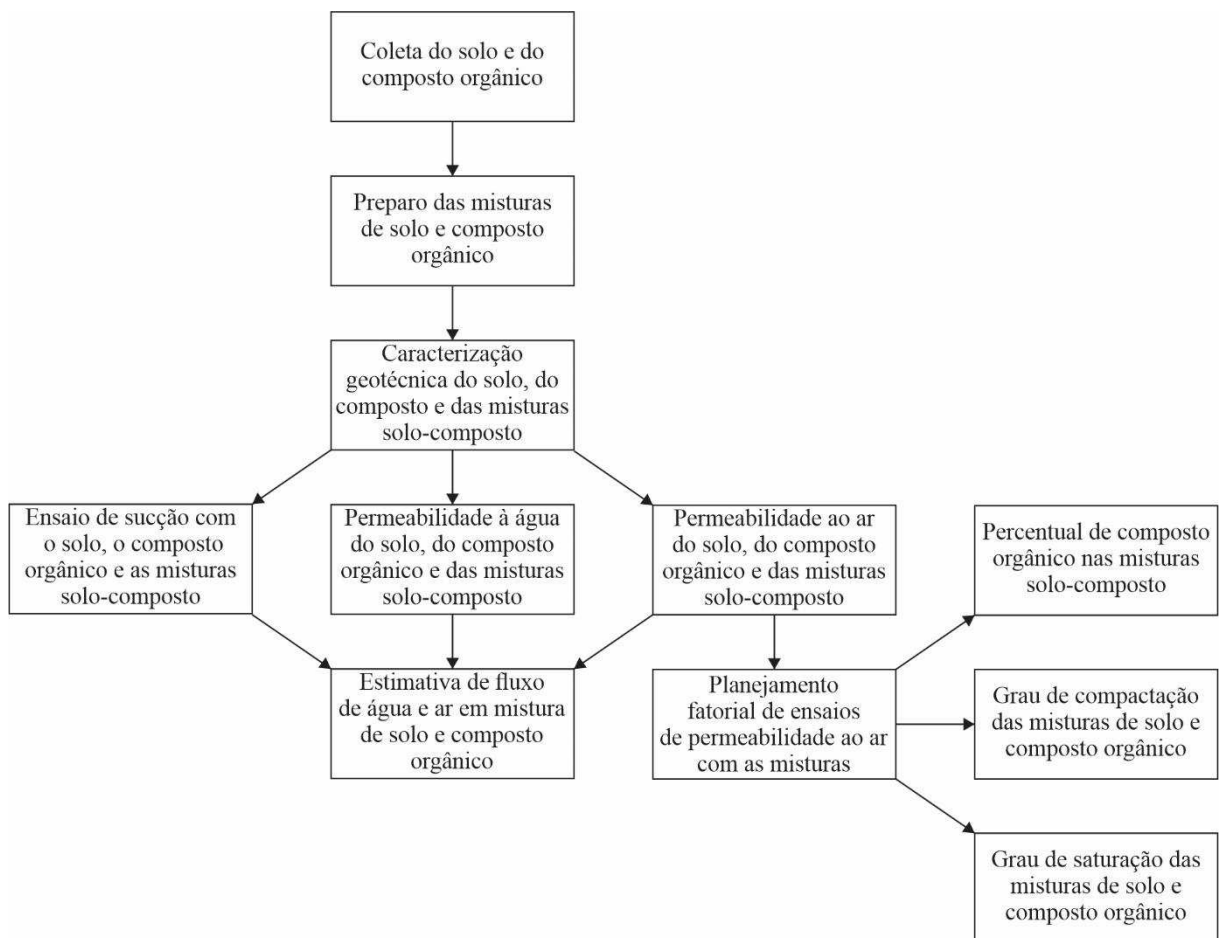 Coleta do solo e do
composto orgânico
Preparo das misturas
de solo e composto
orgânico
Caracterização
geotécnica do solo, do
composto e das misturas
solo-composto
Ensaio de sucção com
o solo, o composto
orgânico e as misturas
solo-composto
Permeabilidade à água
do solo, do composto
orgânico e das misturas
solo-composto
Permeabilidade ao ar
do solo, do composto
orgânico e das misturas
solo-composto
Percentual de composto
orgânico nas misturas
solo-composto
Estimativa de fluxo
de água e ar em mistura
de solo e composto
orgânico
Planejamento
fatorial de ensaios
de permeabilidade ao ar
com as misturas
Grau de compactação
das misturas de solo e
composto orgânico
Grau de saturação das
misturas de solo e
composto orgânico